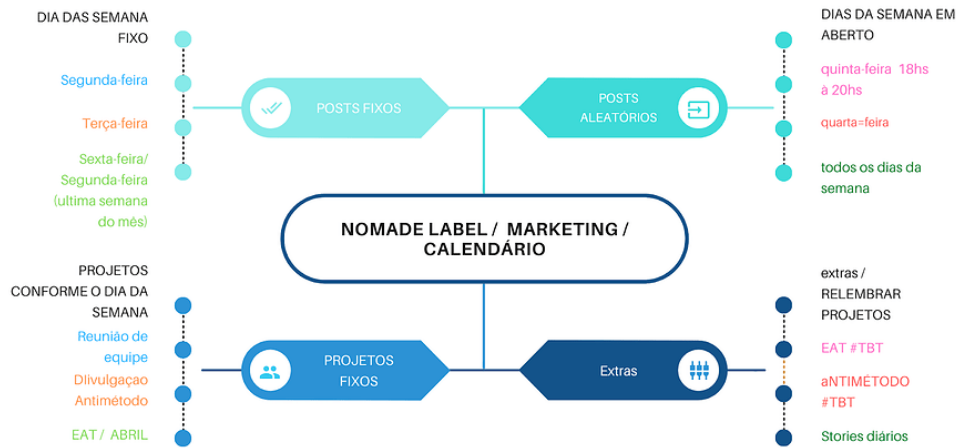 DIA DAS SEMANA
FIXO
Segunda-feira
Terça-feira
Sexta-feira/
Segunda-feira
(ultima semana
do mês)
POSTS FIXOS
POSTS
ALEATÓRIOS
DIAS DA SEMANA EM
ABERTO
quinta-feira 18hs
à 20hs
quarta=feira
todos os dias da
semana
NOMADE LABEL / MARKETING /
CALENDÁRIO
PROJETOS
CONFORME O DIA DA
SEMANA
Reunião de
equipe
DIivulgaçao
Antimétodo
EAT / ABRIL
PROJETOS
FIXOS
Extras
extras /
RELEMBRAR
PROJETOS
EAT #TBT
aNTIMÉTODO
#TBT
Stories diários